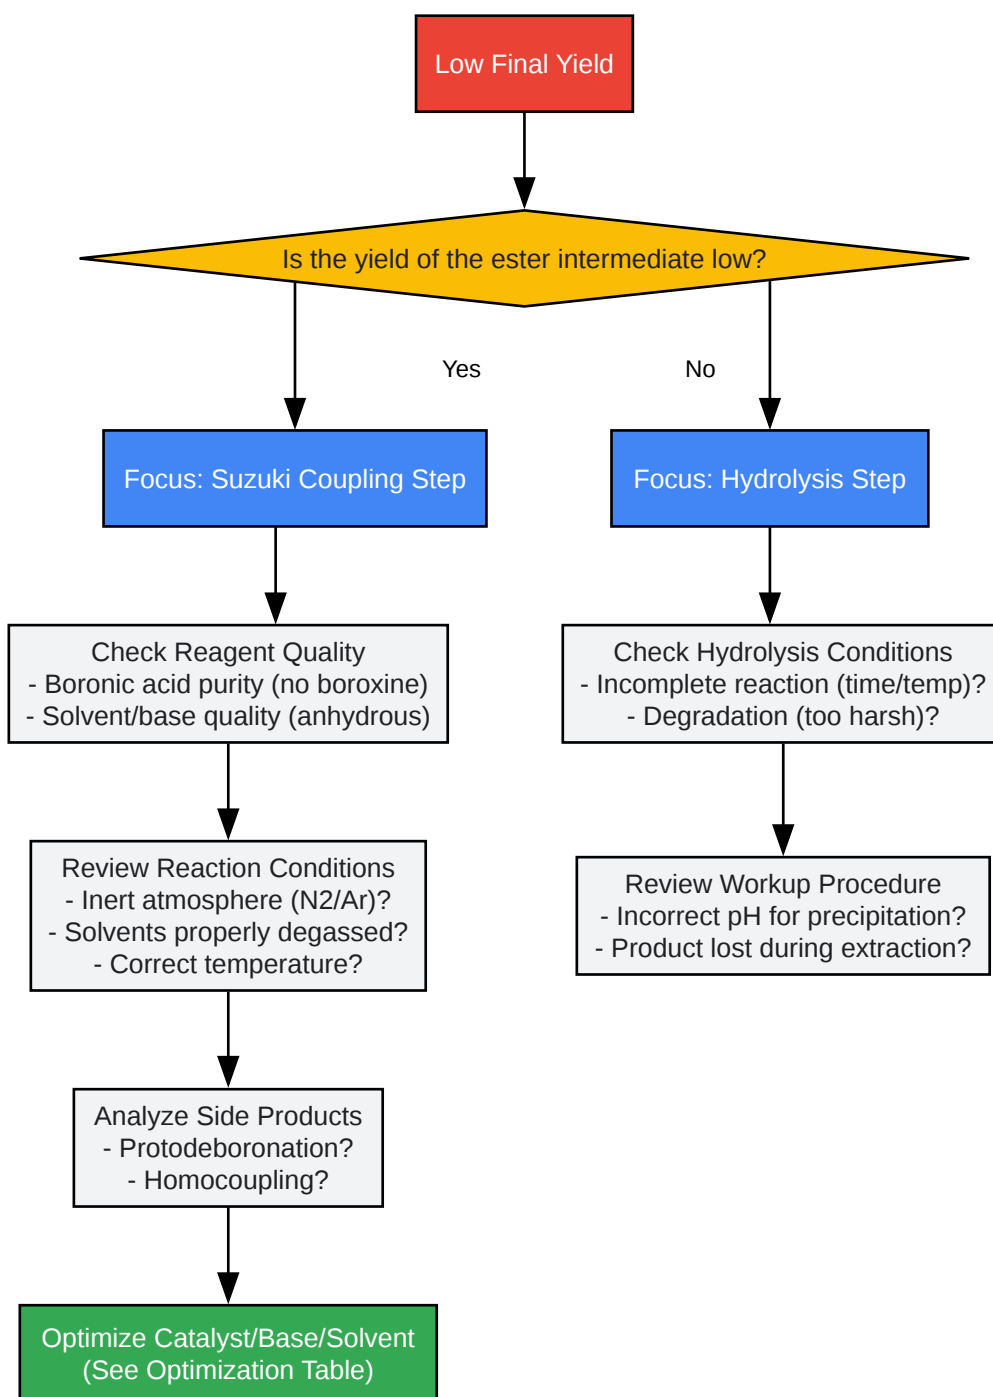 Low Final Yield
Is the yield of the ester intermediate low?
Yes
No
Focus: Suzuki Coupling Step
Focus: Hydrolysis Step
Check Reagent Quality
- Boronic acid purity (no boroxine)
- Solvent/base quality (anhydrous)
Check Hydrolysis Conditions
- Incomplete reaction (time/temp)?
- Degradation (too harsh)?
Review Reaction Conditions
- Inert atmosphere (N2/Ar)?
- Solvents properly degassed?
- Correct temperature?
Review Workup Procedure
- Incorrect pH for precipitation?
- Product lost during extraction?
Analyze Side Products
- Protodeboronation?
- Homocoupling?
Optimize Catalyst/Base/Solvent
(See Optimization Table)